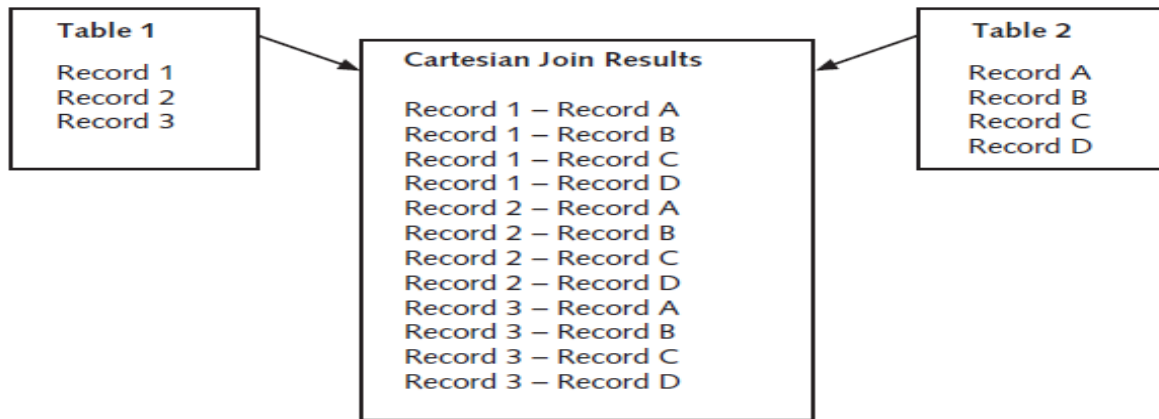 Table 1
Record 1
Record 2
Record 3
Cartesian Join Results
Record 1 – Record A
Record 1 – Record B
Record 1 – Record C
Record 1 – Record D
Record 2 – Record A
Record 2 – Record B
Record 2 – Record C
Record 2 – Record D
Record 3 – Record A
Record 3 – Record B
Record 3 – Record C
Record 3 – Record D
Table 2
Record A
Record B
Record C
Record D